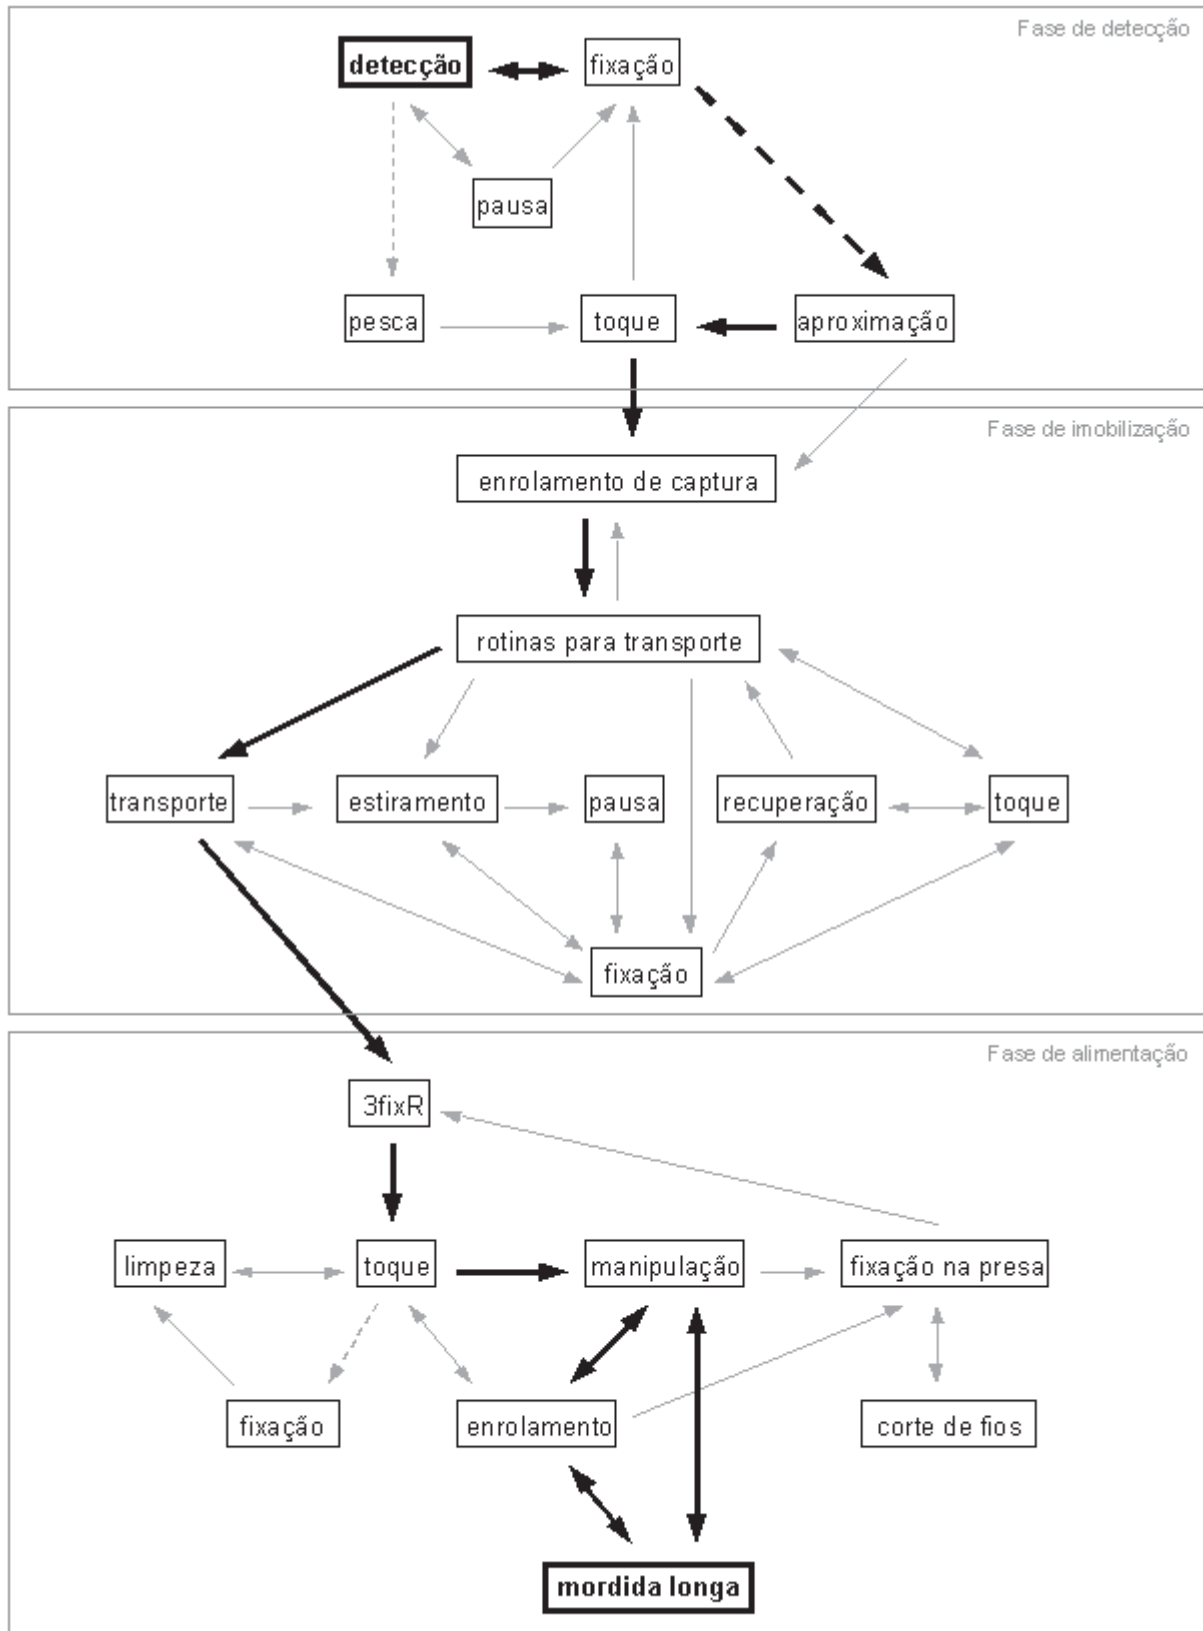 Fase de detecção
detecção
fixação
pausa
pesca
toque
aproximação
Fase de imobilização
enrolamento de captura
rotinas para transporte
transporte
estiramento
pausa
recuperação
toque
fixação
Fase de alimentação
3fixR
limpeza
toque
manipulação
fixação na presa
fixação
enrolamento
corte de fios
mordida longa